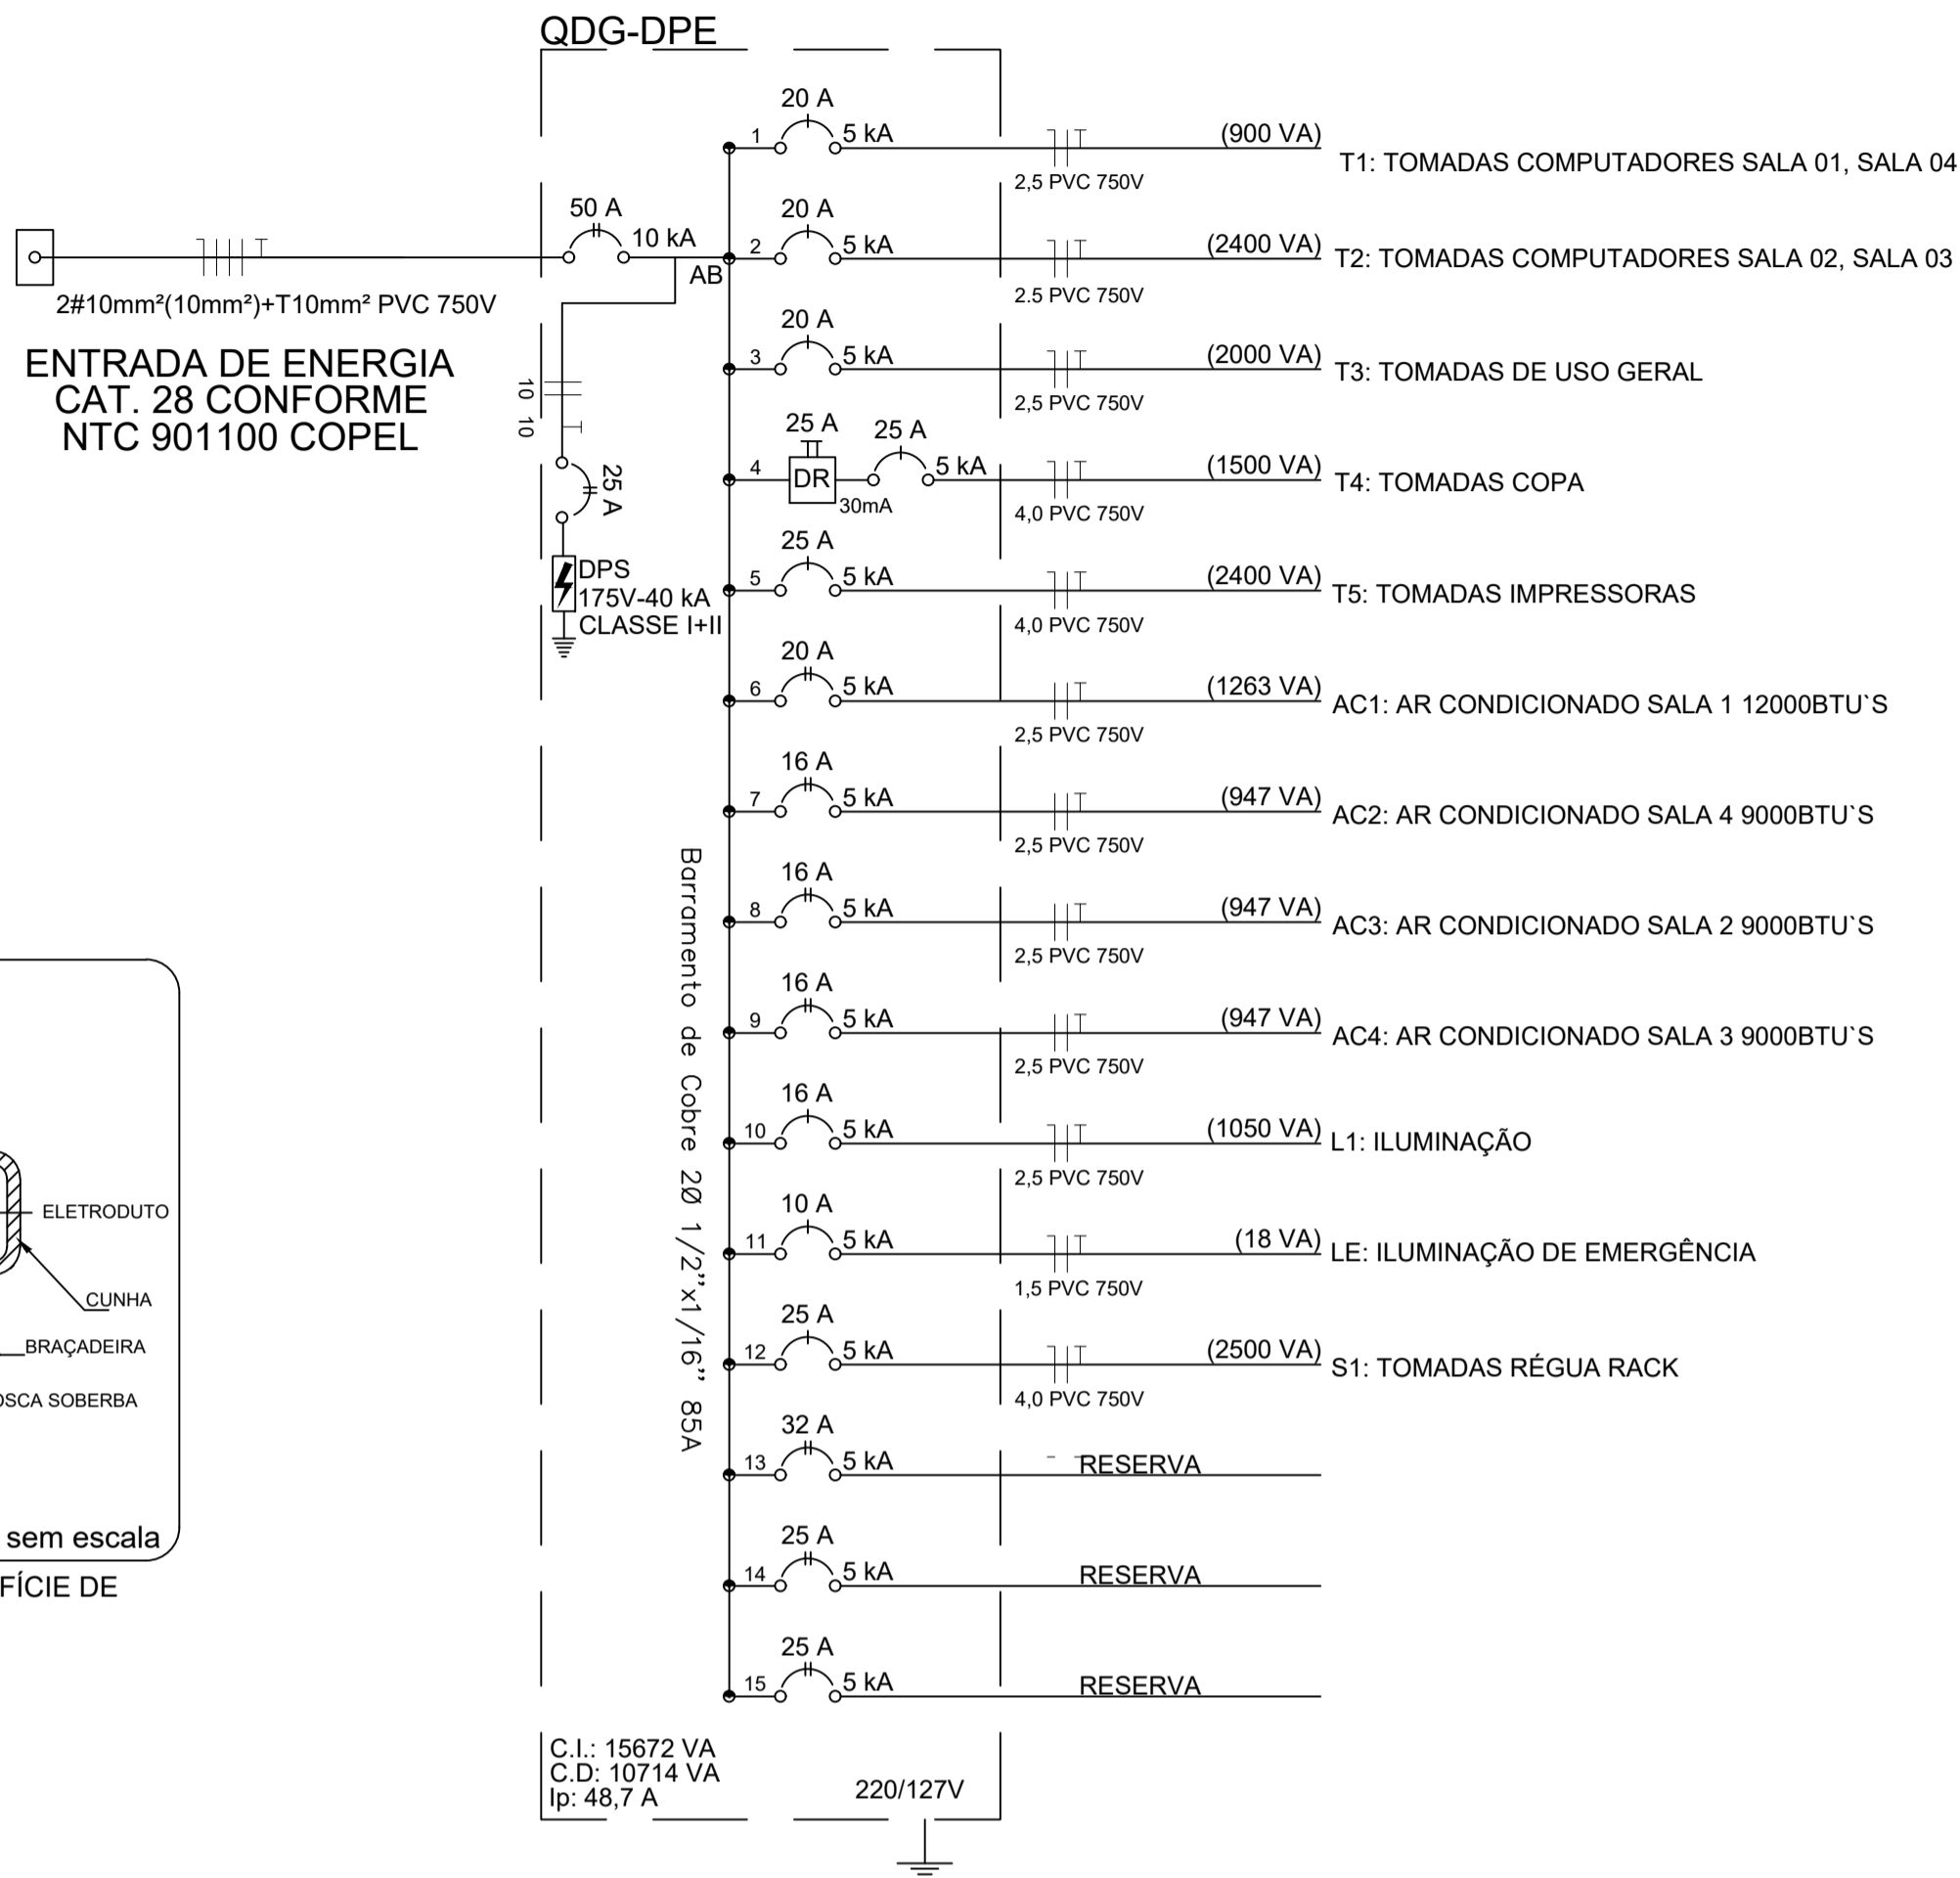 QDG-DPE
20 A
1
5 kA
(900 VA)
2,5 PVC 750V
T1: TOMADAS COMPUTADORES SALA 01, SALA 04
50 A
10 kA
AB
2#10mm²(10mm²)+T10mm² PVC 750V
ENTRADA DE ENERGIA
CAT. 28 CONFORME
NTC 901100 COPEL
20 A
2
5 kA
(2400 VA)
2.5 PVC 750V
T2: TOMADAS COMPUTADORES SALA 02, SALA 03
20 A
3
5 kA
(2000 VA)
2,5 PVC 750V
T3: TOMADAS DE USO GERAL
10
10
25 A
DPS
175V-40 kA
CLASSE I+II
25 A
4
DR
30mA
25 A
5 kA
(1500 VA)
4,0 PVC 750V
T4: TOMADAS COPA
25 A
5
5 kA
(2400 VA)
4,0 PVC 750V
T5: TOMADAS IMPRESSORAS
20 A
6
5 kA
(1263 VA)
2,5 PVC 750V
AC1: AR CONDICIONADO SALA 1 12000BTU`S
16 A
7
5 kA
(947 VA)
2,5 PVC 750V
AC2: AR CONDICIONADO SALA 4 9000BTU`S
16 A
8
5 kA
(947 VA)
2,5 PVC 750V
AC3: AR CONDICIONADO SALA 2 9000BTU`S
16 A
9
5 kA
(947 VA)
2,5 PVC 750V
AC4: AR CONDICIONADO SALA 3 9000BTU`S
16 A
10
5 kA
(1050 VA)
2,5 PVC 750V
L1: ILUMINAÇÃO
10 A
11
5 kA
(18 VA)
1,5 PVC 750V
LE: ILUMINAÇÃO DE EMERGÊNCIA
25 A
12
5 kA
(2500 VA)
4,0 PVC 750V
S1: TOMADAS RÉGUA RACK
32 A
13
5 kA
RESERVA
25 A
14
5 kA
RESERVA
25 A
15
5 kA
RESERVA
Barramento de Cobre 2Ø 1/2"x1/16" 85A
C.I.: 15672 VA
C.D: 10714 VA
Ip: 48,7 A
220/127V
ELETRODUTO
CUNHA
BRAÇADEIRA
OSCA SOBERBA
sem escala
FÍCIE DE